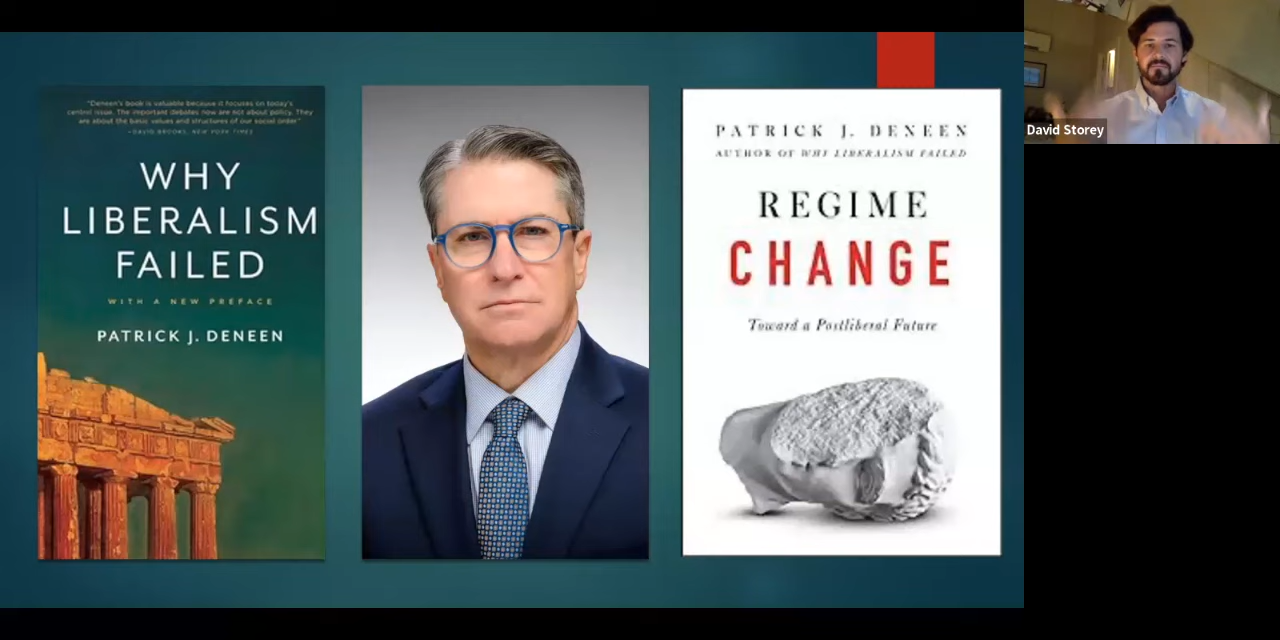 "Deneen's book is valuable because it focuses on today's
central issue. The important debates now are not about policy. They
are about the basic values and structures of our social order"
–DAVID BROOKS, NEW YORK TIMES
WHY
LIBERALISM
FAILED
WITH A NEW PREFACE
PATRICK J. DENEEN
PATRICK J. DENEEN
AUTHOR OF WHY LIBERALISM FAILED
REGIME
CHANGE
Toward a Postliberal Future
David Storey